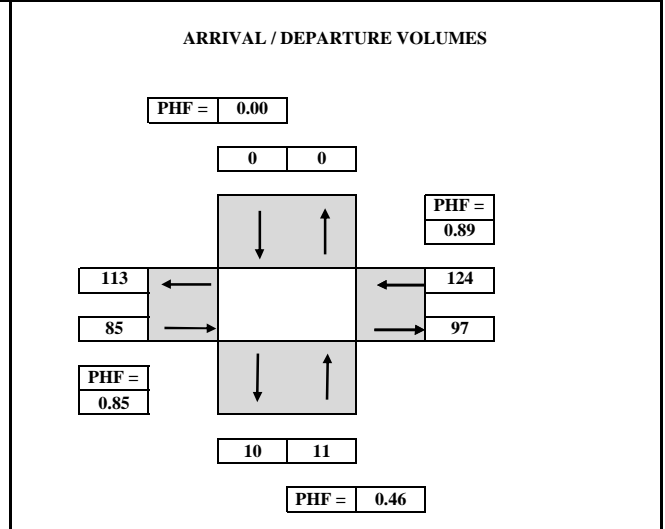 ARRIVAL / DEPARTURE VOLUMES
PHF = 0.00
0 0
PHF =
0.89
113 124
85 97
PHF =
0.85
10 11
PHF = 0.46